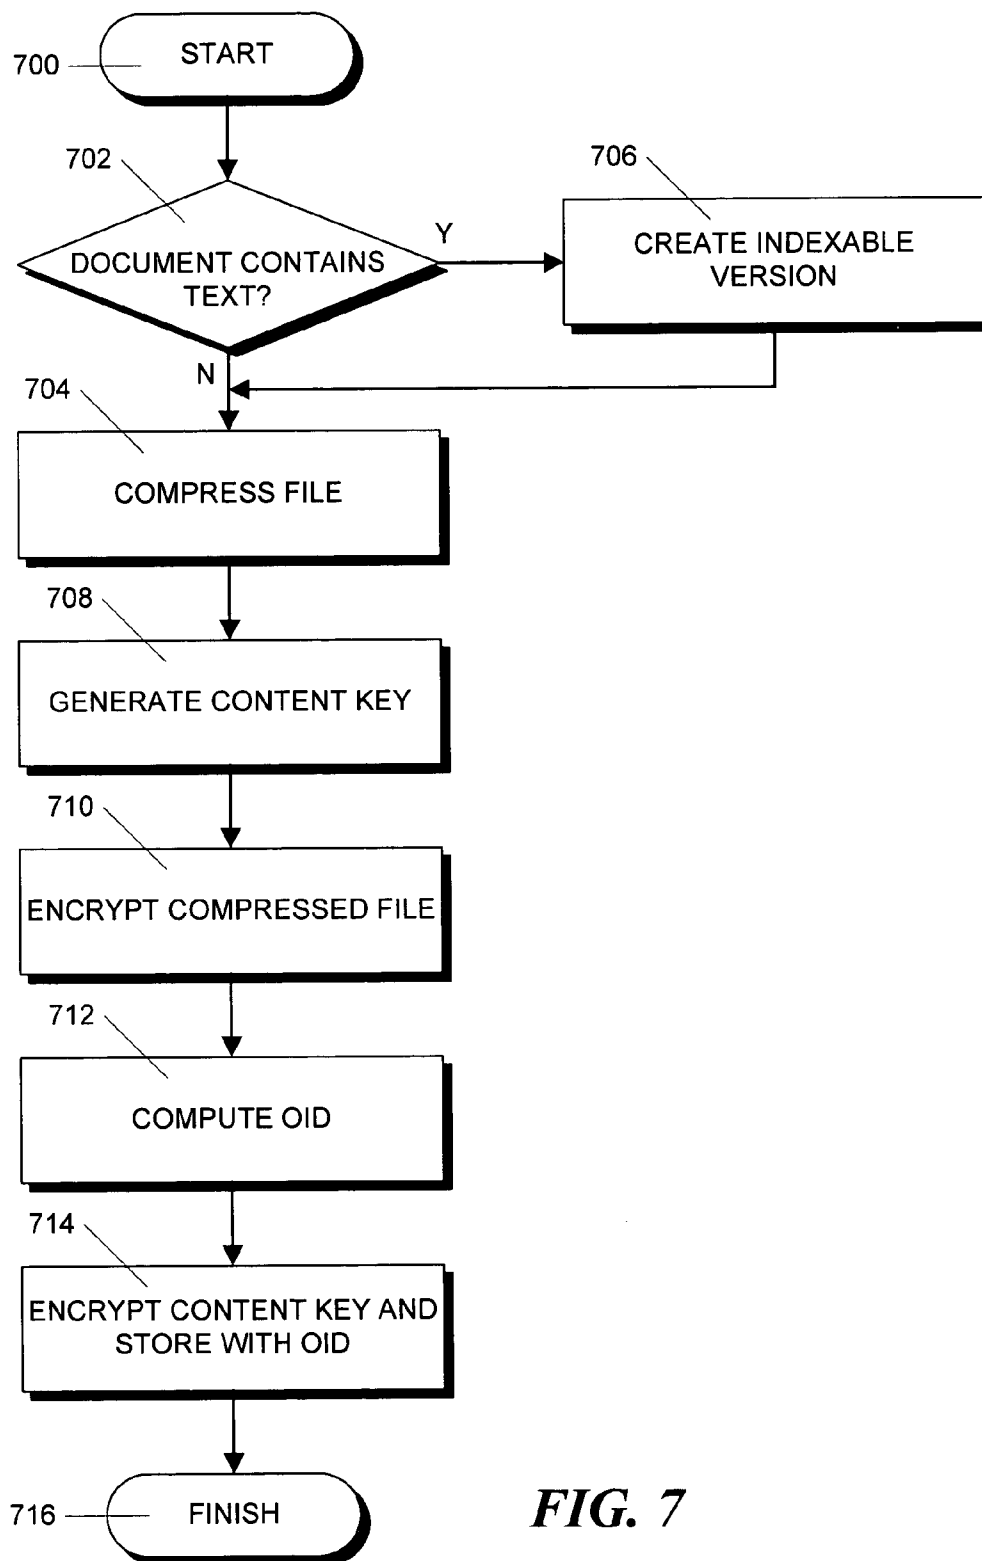 START
700
702
706
Y
CREATE INDEXABLE
VERSION
DOCUMENT CONTAINS
TEXT?
N
704
COMPRESS FILE
708
GENERATE CONTENT KEY
710
ENCRYPT COMPRESSED FILE
712
COMPUTE OID
714
ENCRYPT CONTENT KEY AND
STORE WITH OID
716
FINISH
FIG. 7